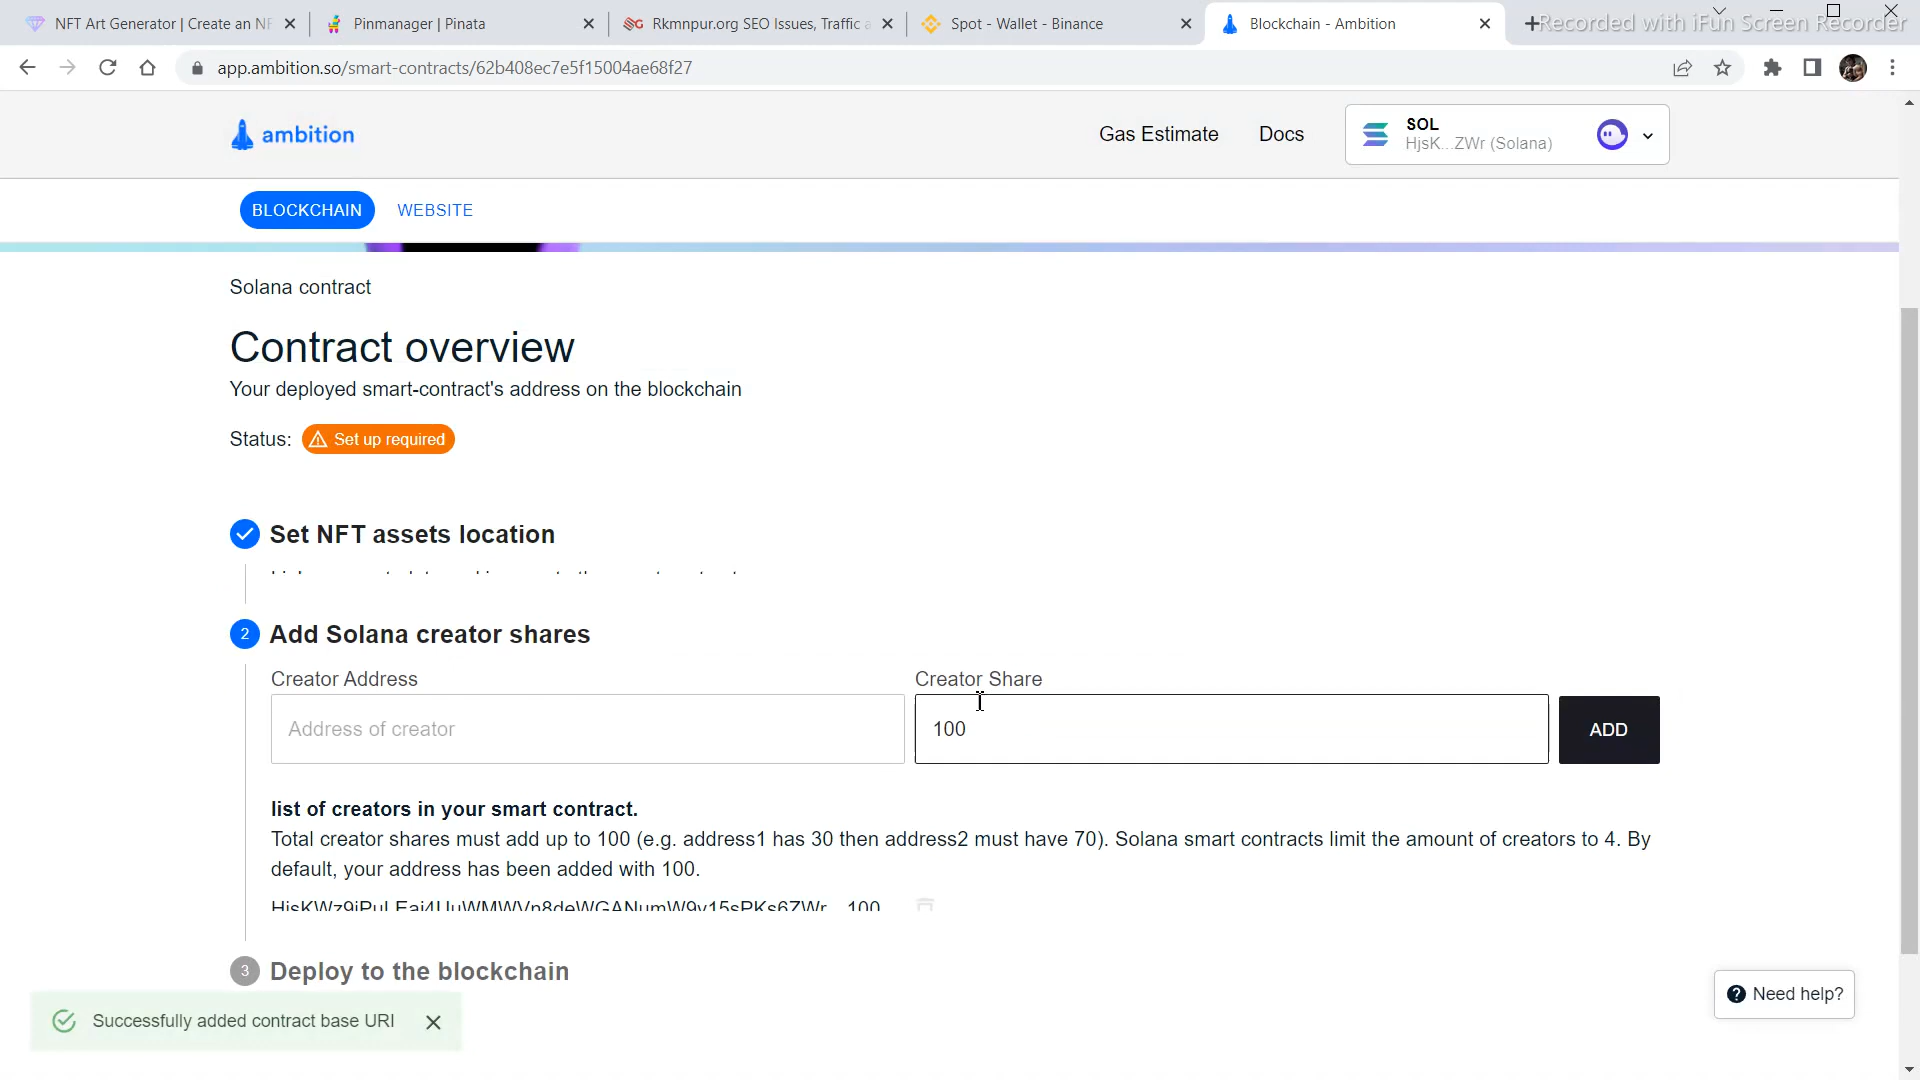 NFT Art Generator | Create an NF
Pinmanager | Pinata
Rkmnpur.org SEO Issues, Traffic a
Spot - Wallet - Binance
Blockchain - Ambition
Recorded with iFun Screen Recorder
app.ambition.so/smart-contracts/62b408ec7e5f15004ae68f27
ambition
Gas Estimate
Docs
SOL
HjsK...ZWr (Solana)
BLOCKCHAIN
WEBSITE
Solana contract
Contract overview
Your deployed smart-contract's address on the blockchain
Status:
Set up required
Set NFT assets location
2
Add Solana creator shares
Creator Address
Creator Share
Address of creator
100
ADD
list of creators in your smart contract.
Total creator shares must add up to 100 (e.g. address1 has 30 then address2 must have 70). Solana smart contracts limit the amount of creators to 4. By
default, your address has been added with 100.
100
3
Deploy to the blockchain
Need help?
Successfully added contract base URI